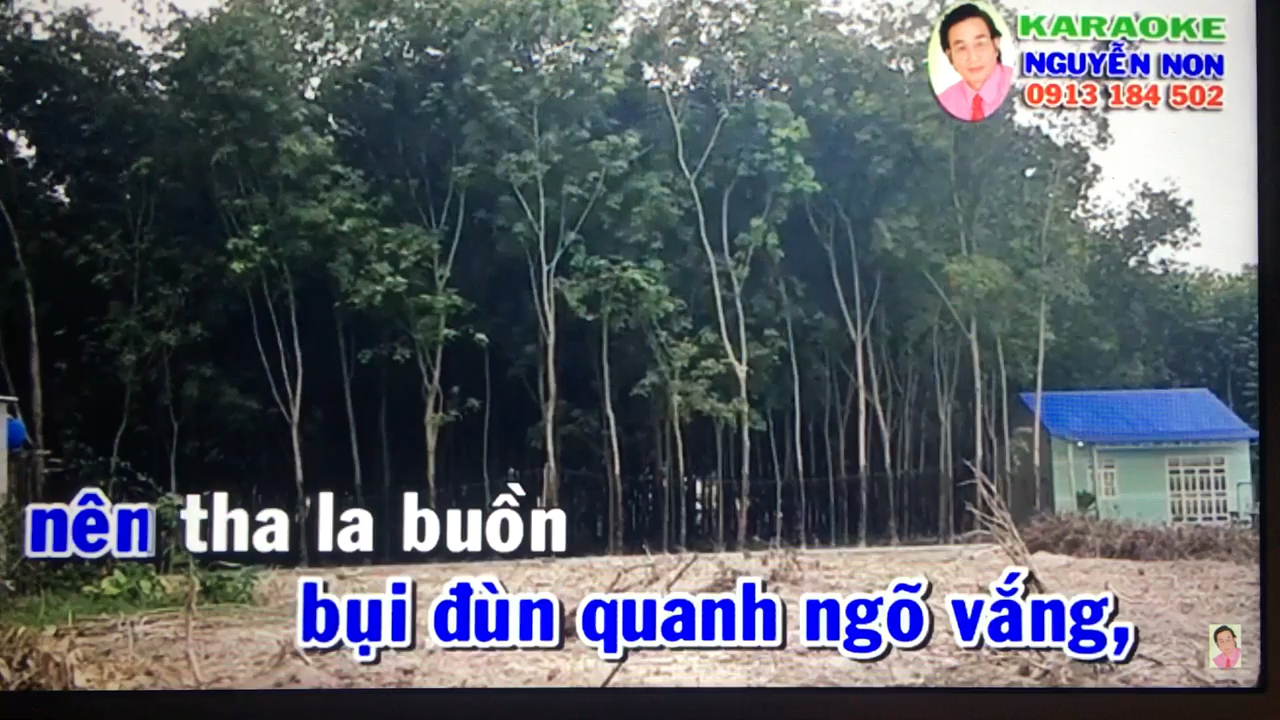 KARAOKE
NGUYỄN NON
0913 184 502
nên tha la buồn
bụi đùn quanh ngõ vắng,